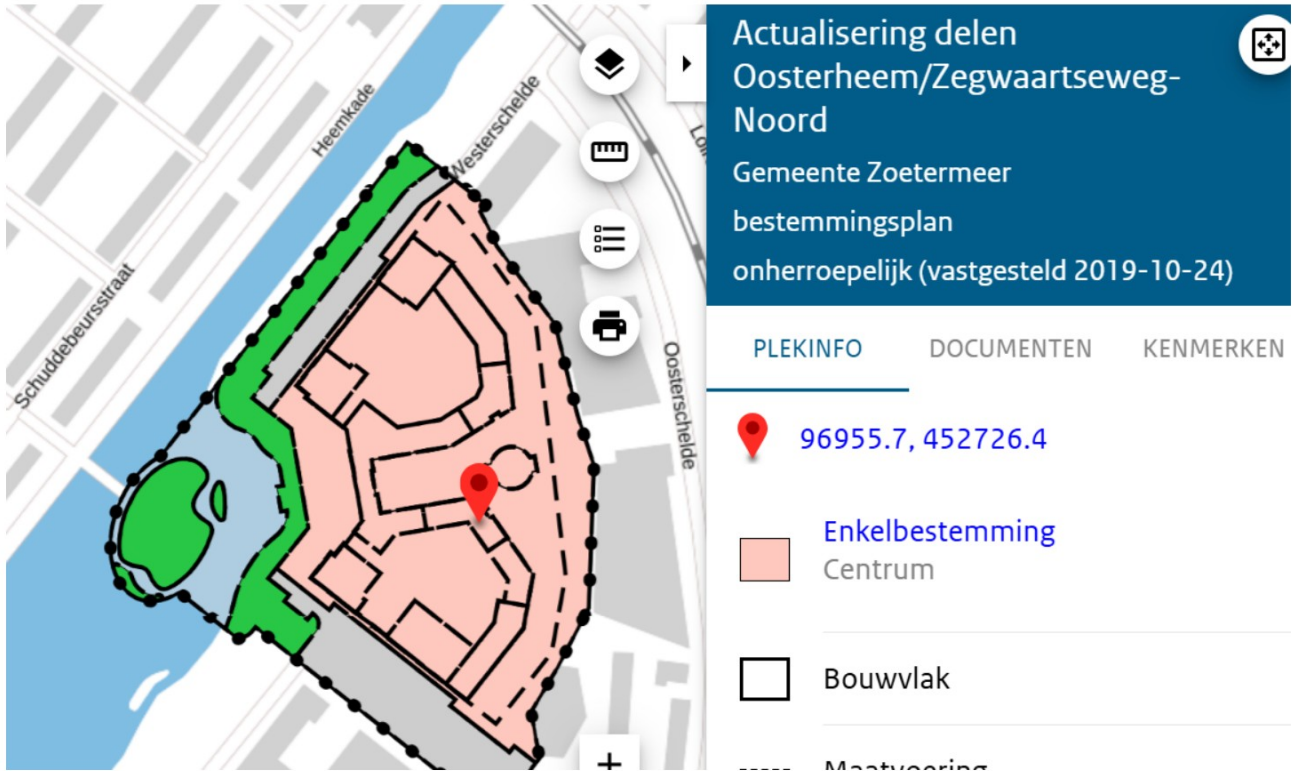 Actualisering delen
Oosterheem/Zegwaartseweg-
Noord
Gemeente Zoetermeer
bestemmingsplan
onherroepelijk (vastgesteld 2019-10-24)
PLEKINFO DOCUMENTEN KENMERKEN
96955.7, 452726.4
Enkelbestemming
Centrum
Bouwvlak
Maatvoering
Heemkade
Westerschelde
Schuddebeursstraat
Oosterschelde
+